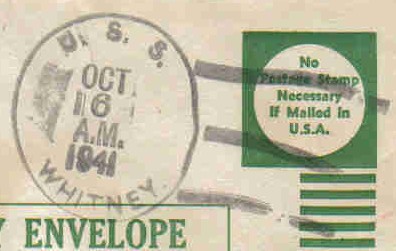 U. S. S.
OCT
16
A.M.
1941
WHITNEY.
No
Postage Stamp
Necessary
If Mailed in
U.S.A.
Y ENVELOPE